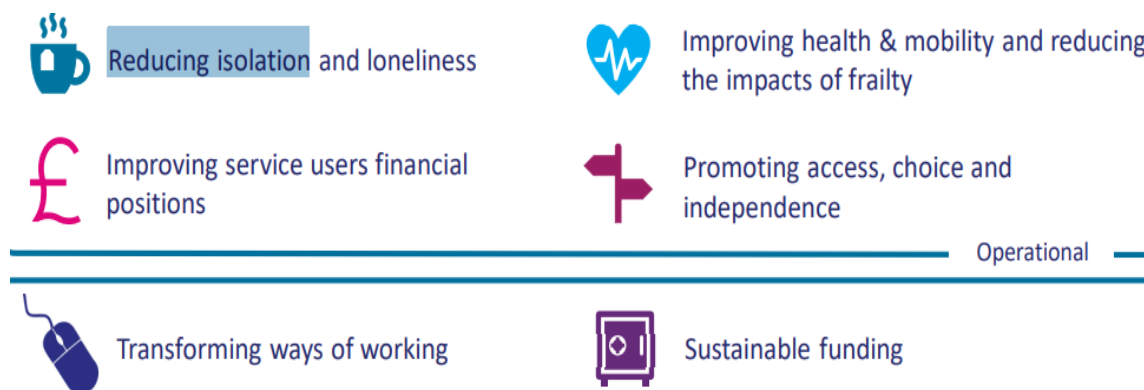 Reducing isolation and loneliness
Improving health & mobility and reducing
the impacts of frailty
£
Improving service users financial
positions
Promoting access, choice and
independence
Operational
Transforming ways of working
Sustainable funding